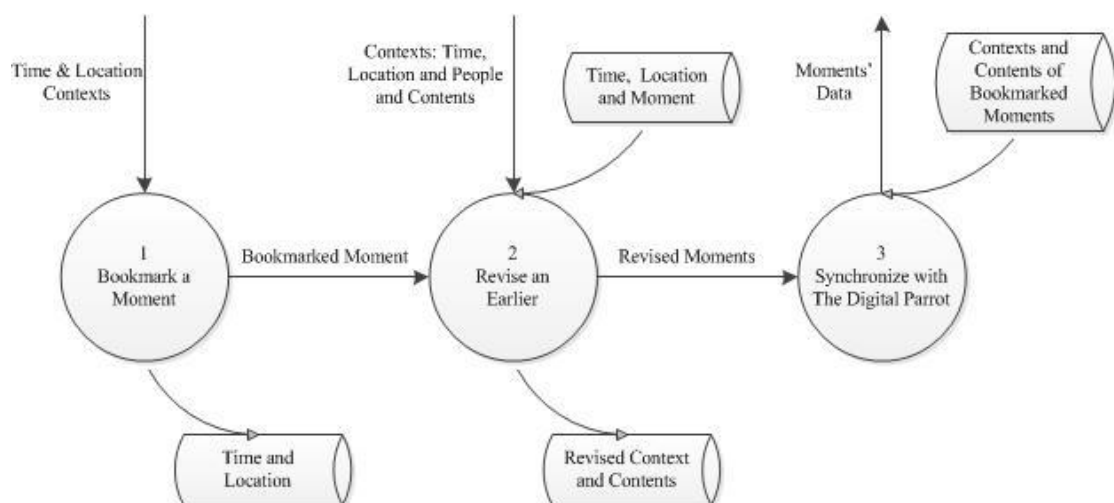 Time & Location
Contexts
Contexts: Time,
Location and People
and Contents
Time, Location
and Moment
Moments'
Data
Contexts and
Contents of
Bookmarked
Moments
1
Bookmark a
Moment
Bookmarked Moment
2
Revise an
Earlier
Revised Moments
3
Synchronize with
The Digital Parrot
Time and
Location
Revised Context
and Contents